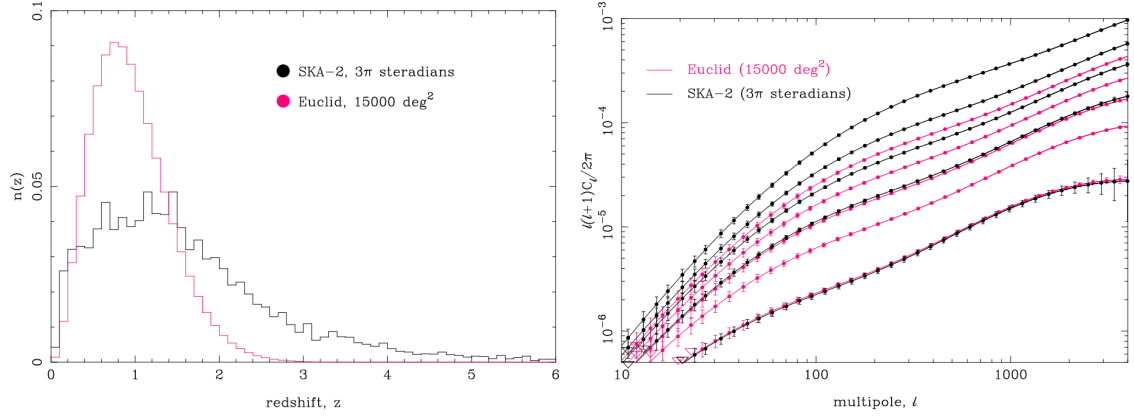 0.1
n(z)
0.05
0
SKA−2, 3π steradians
Euclid, 15000 deg²
0
1
2
3
4
5
6
redshift, z
10⁻³
10⁻⁴
10⁻⁵
10⁻⁶
ℓ(ℓ+1)Cₗ/2π
Euclid (15000 deg²)
SKA−2 (3π steradians)
10
100
1000
multipole, ℓ